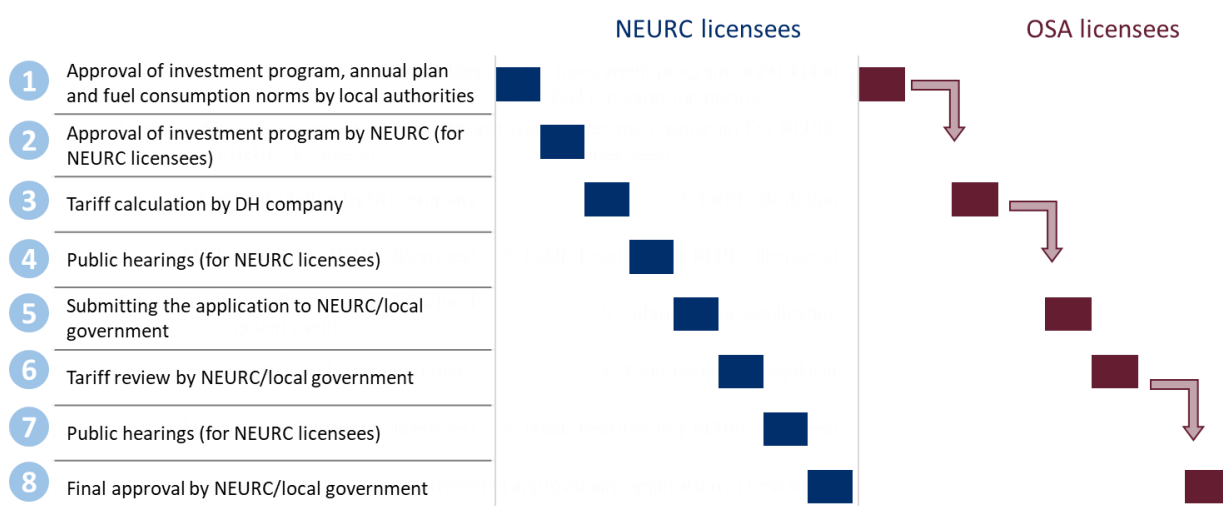 NEURC licensees
OSA licensees
1
Approval of investment program, annual plan
and fuel consumption norms by local authorities
2
Approval of investment program by NEURC (for
NEURC licensees)
3
Tariff calculation by DH company
4
Public hearings (for NEURC licensees)
5
Submitting the application to NEURC/local
government
6
Tariff review by NEURC/local government
7
Public hearings (for NEURC licensees)
8
Final approval by NEURC/local government